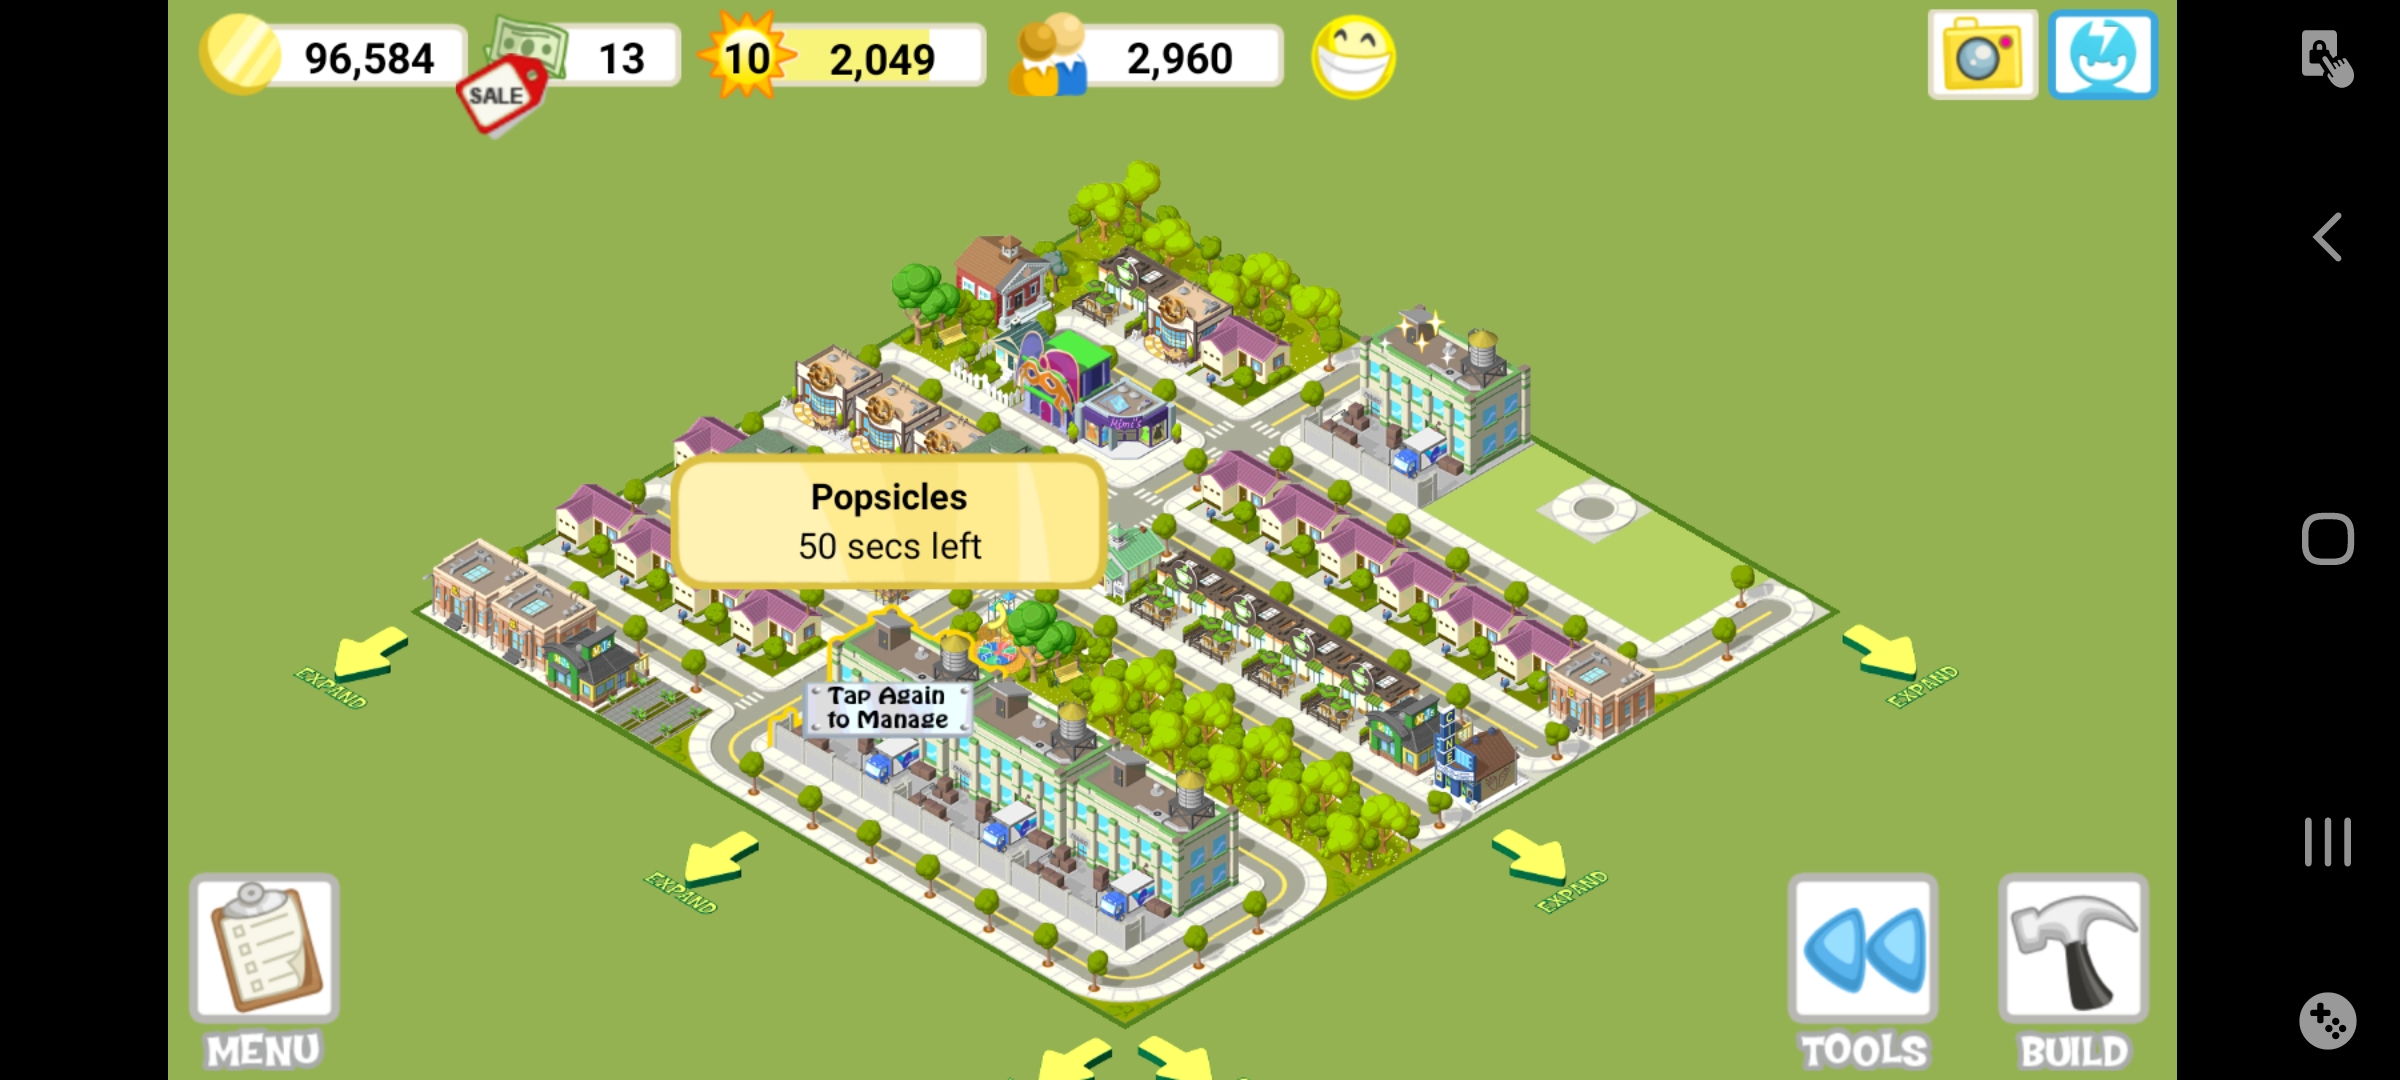 96,584
SALE
13
10
2,049
2,960
Mimi's
Popsicles
50 secs left
Tap Again
to Manage
EXPAND
EXPAND
EXPAND
EXPAND
MENU
TOOLS
BUILD